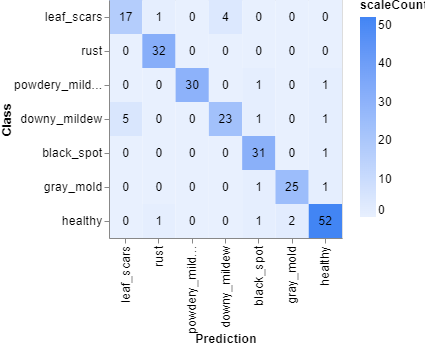 scaleCount
leaf_scars 17 1 0 4 0 0 0
rust 0 32 0 0 0 0 0
powdery_mild... 0 0 30 0 1 0 1
downy_mildew 5 0 0 23 1 0 1
black_spot 0 0 0 0 31 0 1
gray_mold 0 0 0 0 1 25 1
healthy 0 1 0 0 1 2 52
Class
50
40
30
20
10
0
leaf_scars
rust
powdery_mild...
downy_mildew
black_spot
gray_mold
healthy
Prediction